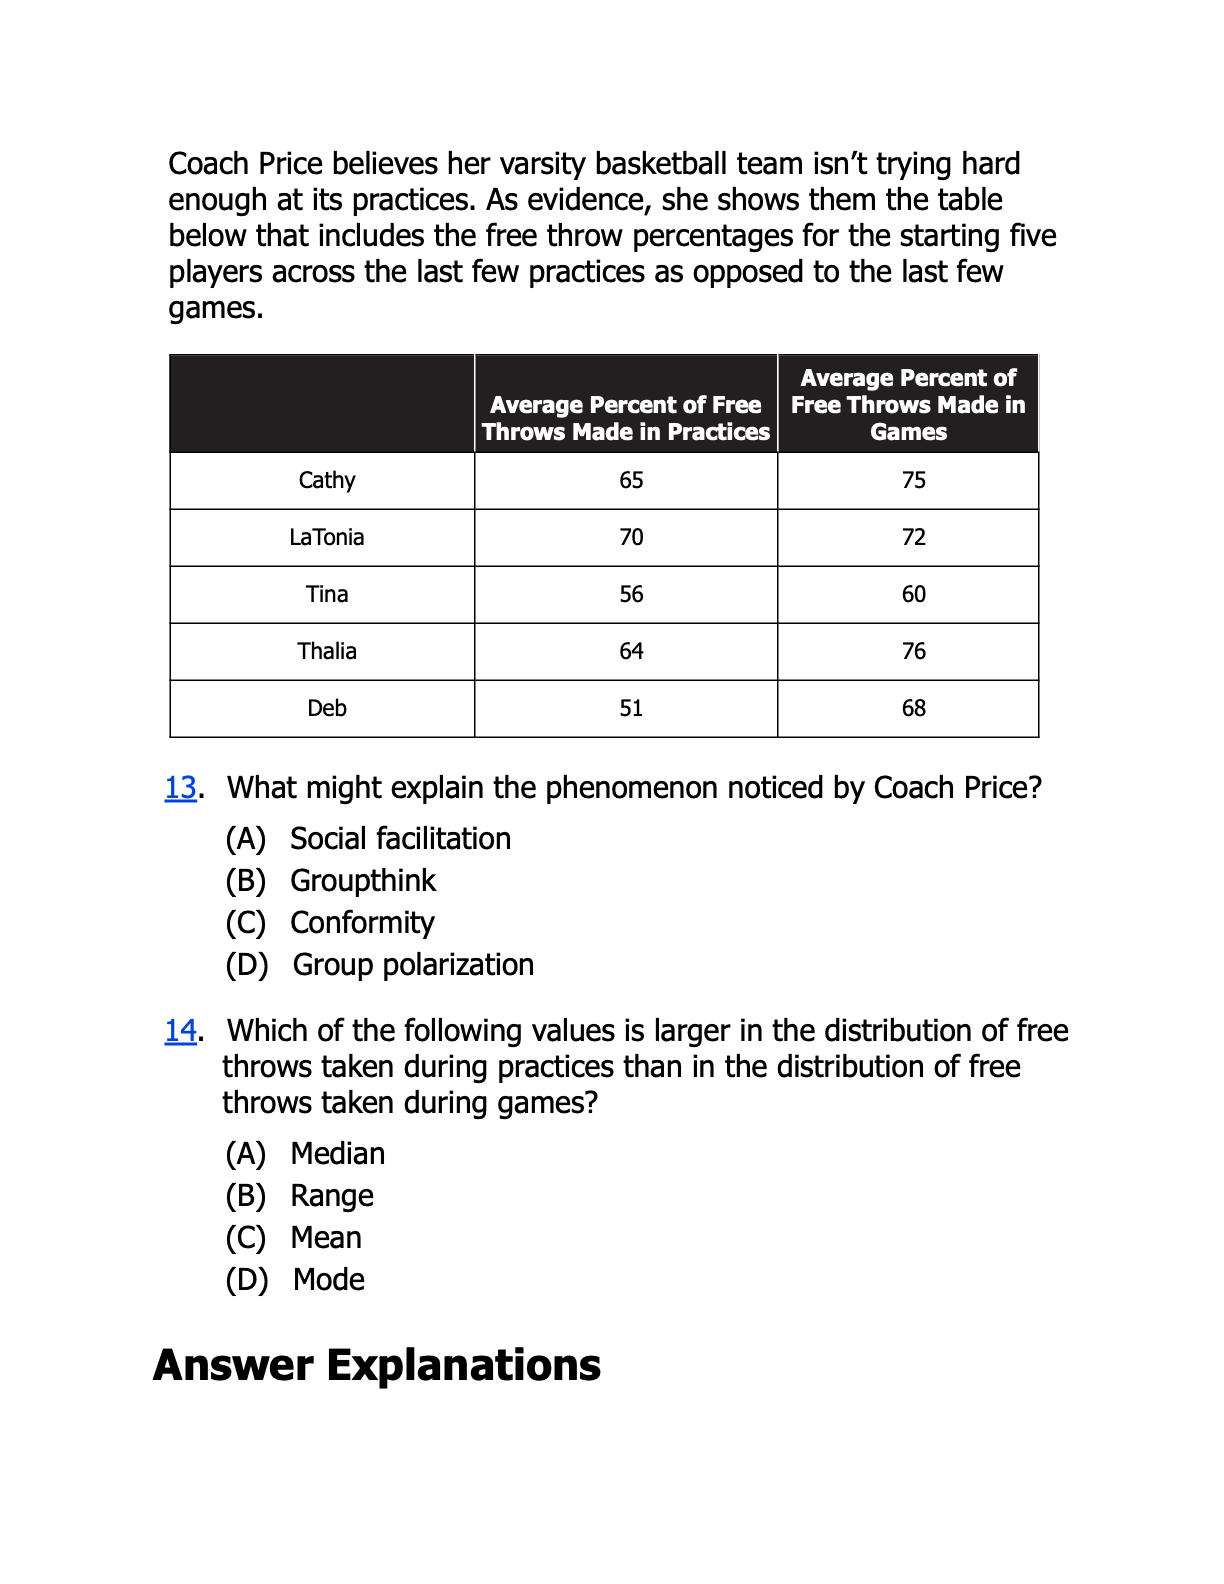 Coach Price believes her varsity basketball team isn’t trying hard
enough at its practices. As evidence, she shows them the table
below that includes the free throw percentages for the starting five
players across the last few practices as opposed to the last few
games.
Average Percent of Free
Throws Made in Practices
Average Percent of
Free Throws Made in
Games
Cathy 65 75
LaTonia 70 72
Tina 56 60
Thalia 64 76
Deb 51 68
13. What might explain the phenomenon noticed by Coach Price?
(A) Social facilitation
(B) Groupthink
(C) Conformity
(D) Group polarization
14. Which of the following values is larger in the distribution of free
throws taken during practices than in the distribution of free
throws taken during games?
(A) Median
(B) Range
(C) Mean
(D) Mode
Answer Explanations